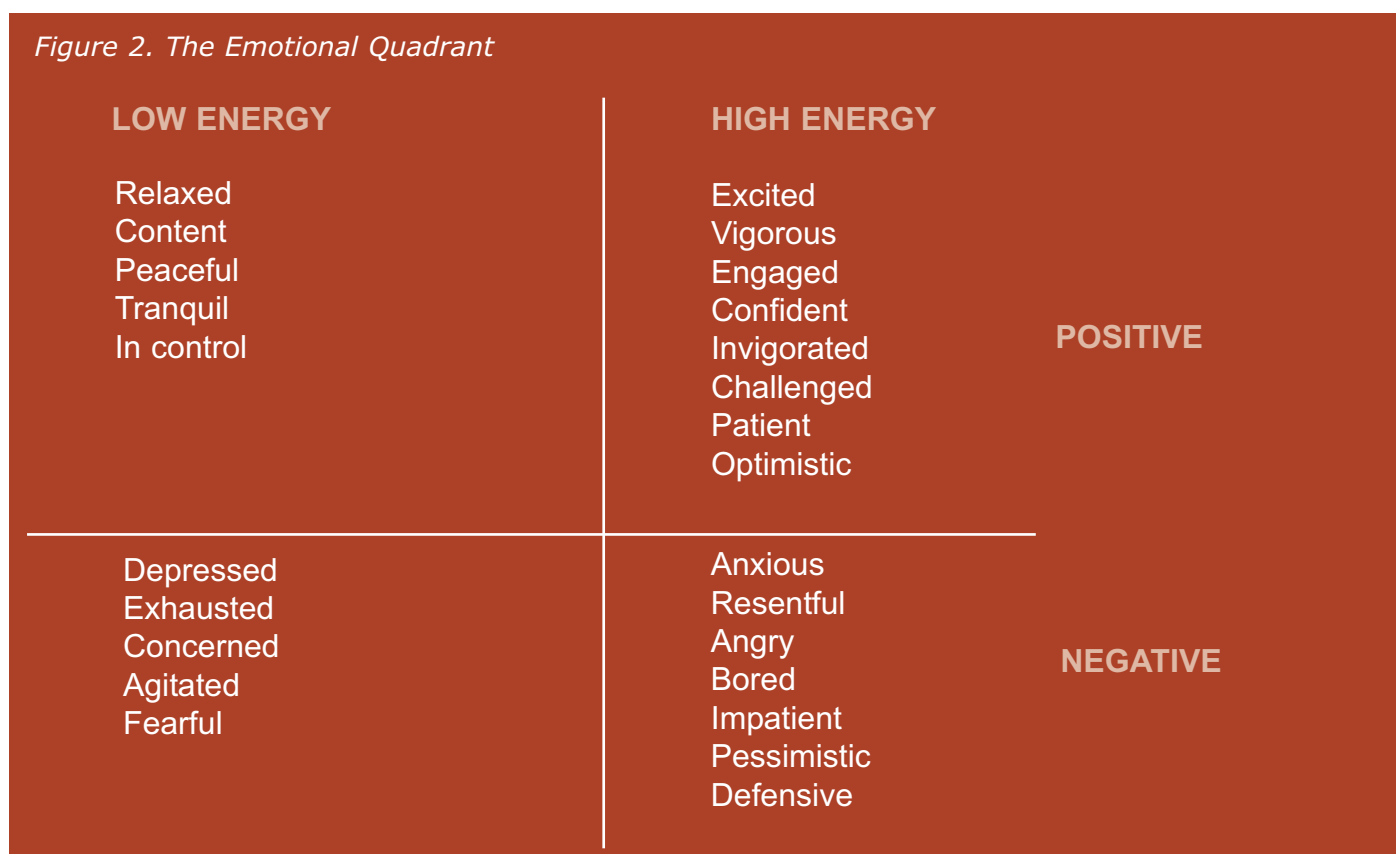 Figure 2. The Emotional Quadrant
LOW ENERGY
Relaxed
Content
Peaceful
Tranquil
In control
HIGH ENERGY
Excited
Vigorous
Engaged
Confident
Invigorated
Challenged
Patient
Optimistic
POSITIVE
Depressed
Exhausted
Concerned
Agitated
Fearful
Anxious
Resentful
Angry
Bored
Impatient
Pessimistic
Defensive
NEGATIVE